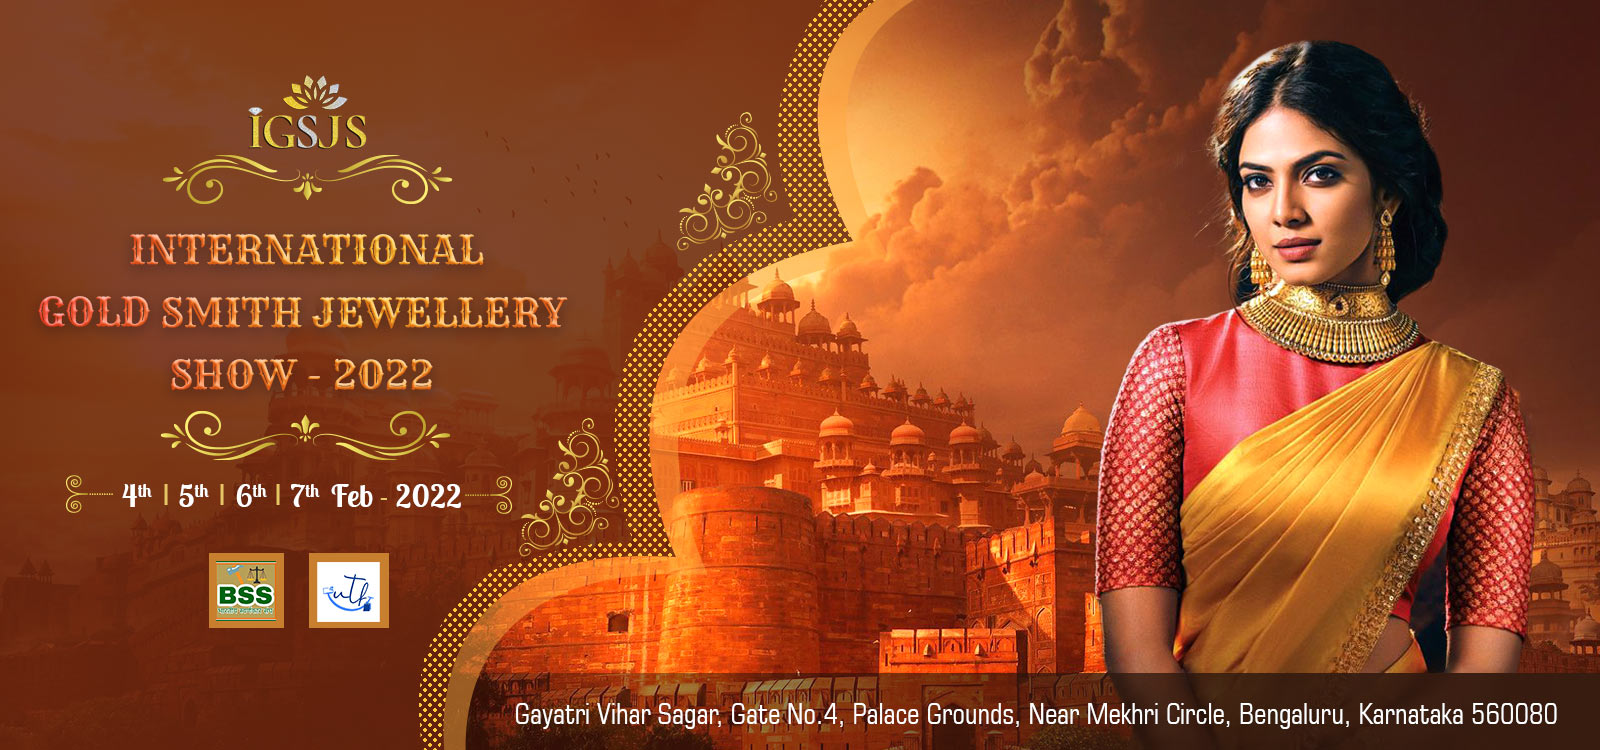 IGSJS
INTERNATIONAL
GOLD SMITH JEWELLERY
SHOW - 2022
4th | 5th | 6th | 7th Feb - 2022
BSS
utk
Gayatri Vihar Sagar, Gate No.4, Palace Grounds, Near Mekhri Circle, Bengaluru, Karnataka 560080